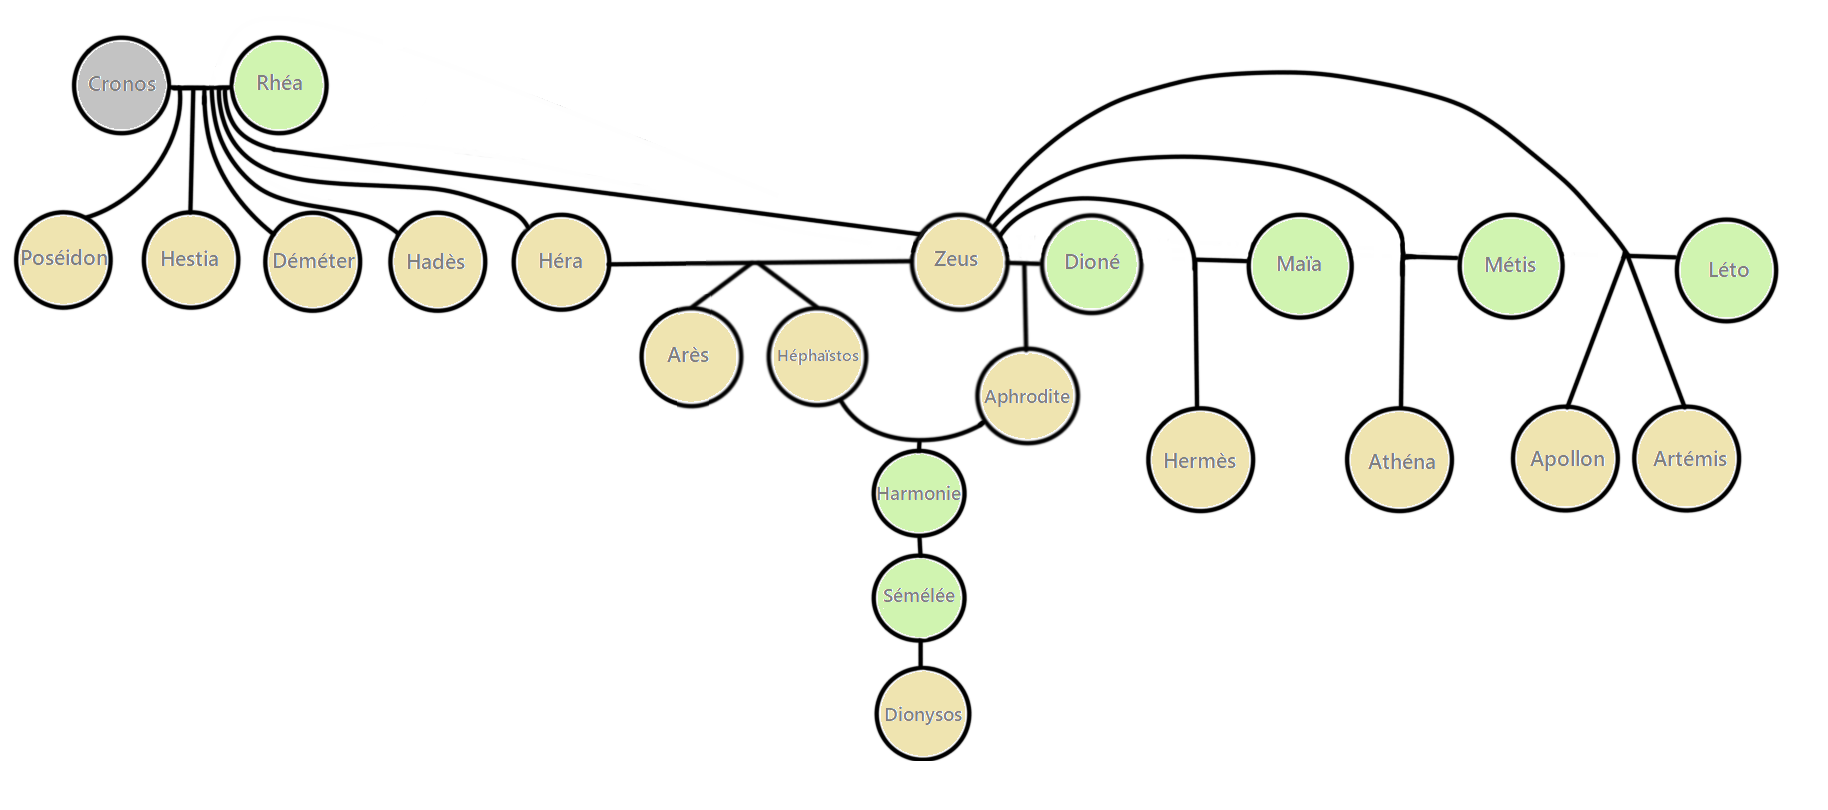 Cronos
Rhéa
Poséidon
Hestia
Déméter
Hadès
Héra
Zeus
Dioné
Maïa
Métis
Léto
Arès
Héphaïstos
Aphrodite
Hermès
Athéna
Apollon
Artémis
Harmonie
Sémélée
Dionysos